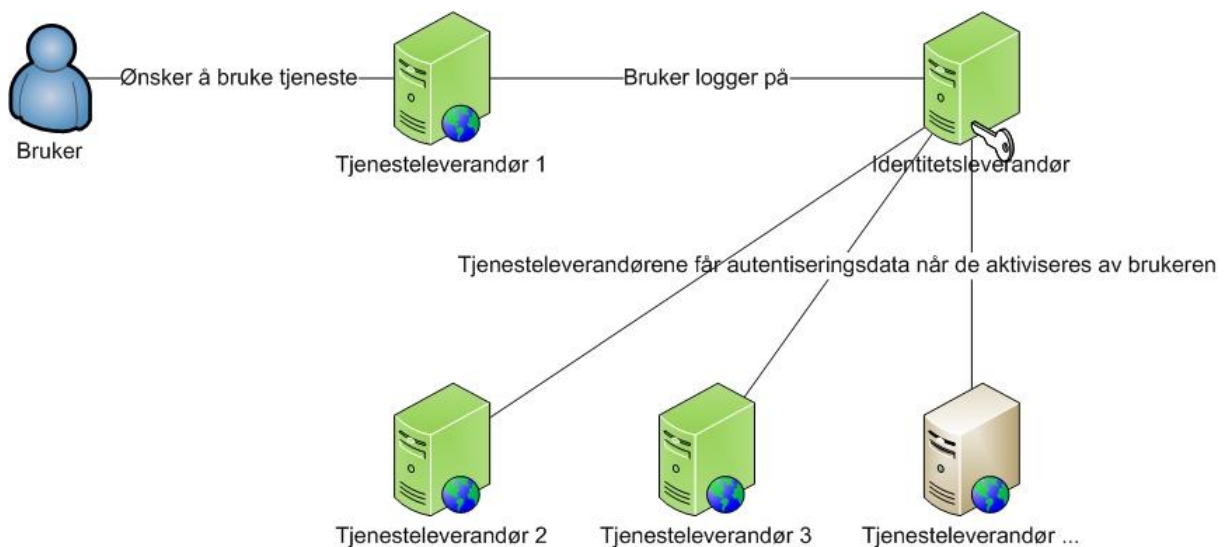 Ønsker å bruke tjeneste
Bruker logger på
Bruker
Tjenesteleverandør 1
Identitetsleverandør
Tjenesteleverandørene får autentiseringsdata når de aktiviseres av brukeren
Tjenesteleverandør 2
Tjenesteleverandør 3
Tjenesteleverandør ...